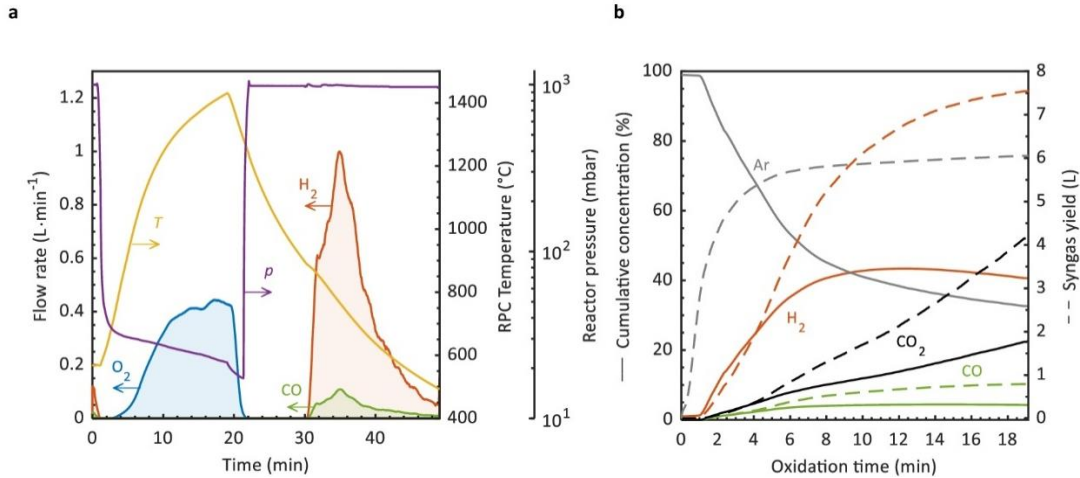 a
Flow rate (L·min⁻¹)
1.2
1
0.8
0.6
0.4
0.2
0
0 10 20 30 40
Time (min)
T
O₂
p
H₂
CO
1400
1200
1000
800
600
400
RPC Temperature (°C)
10³
10²
10¹
Reactor pressure (mbar)
b
— Cumulative concentration (%)
100
80
60
40
20
0
0 2 4 6 8 10 12 14 16 18
Oxidation time (min)
Ar
H₂
CO₂
CO
8
7
6
5
4
3
2
1
0
– – Syngas yield (L)